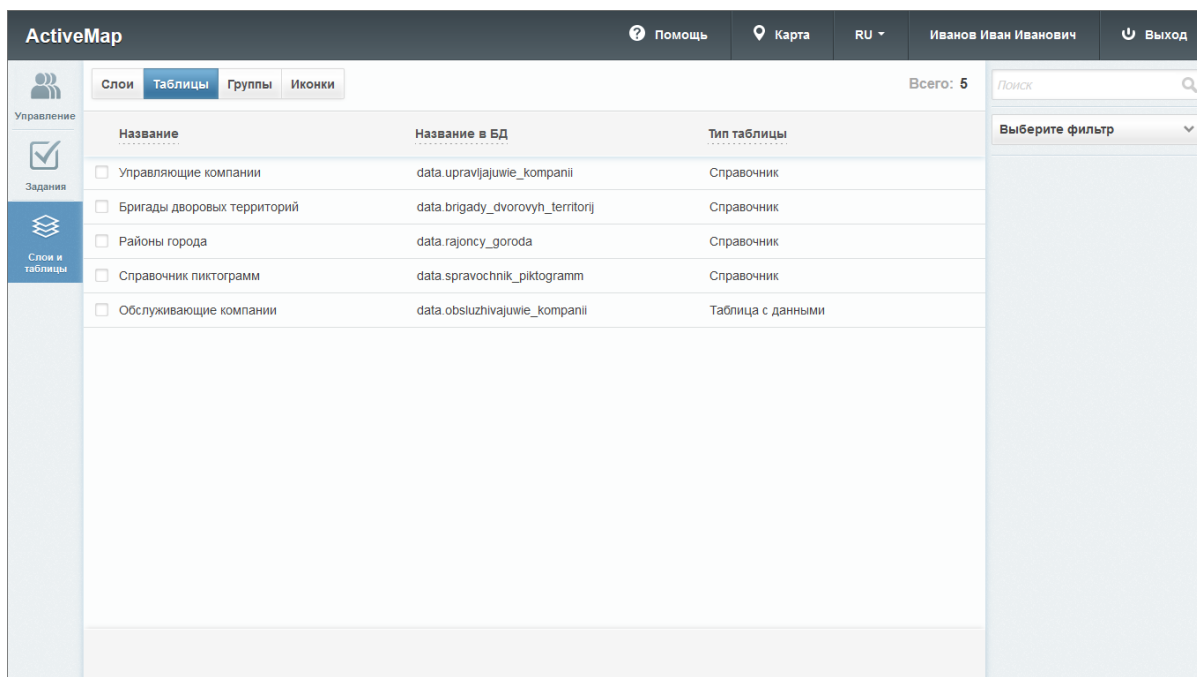 ActiveMap
Помощь
Карта
RU
Иванов Иван Иванович
Выход
Управление
Задания
Слои и
таблицы
Слои Таблицы Группы Иконки
Всего: 5
Название Название в БД Тип таблицы
Управляющие компании data.upravljajuwie_kompanii Справочник
Бригады дворовых территорий data.brigady_dvorovyh_territorij Справочник
Районы города data.rajoncy_goroda Справочник
Справочник пиктограмм data.spravochnik_piktogramm Справочник
Обслуживающие компании data.obsluzhivajuwie_kompanii Таблица с данными
Поиск
Выберите фильтр